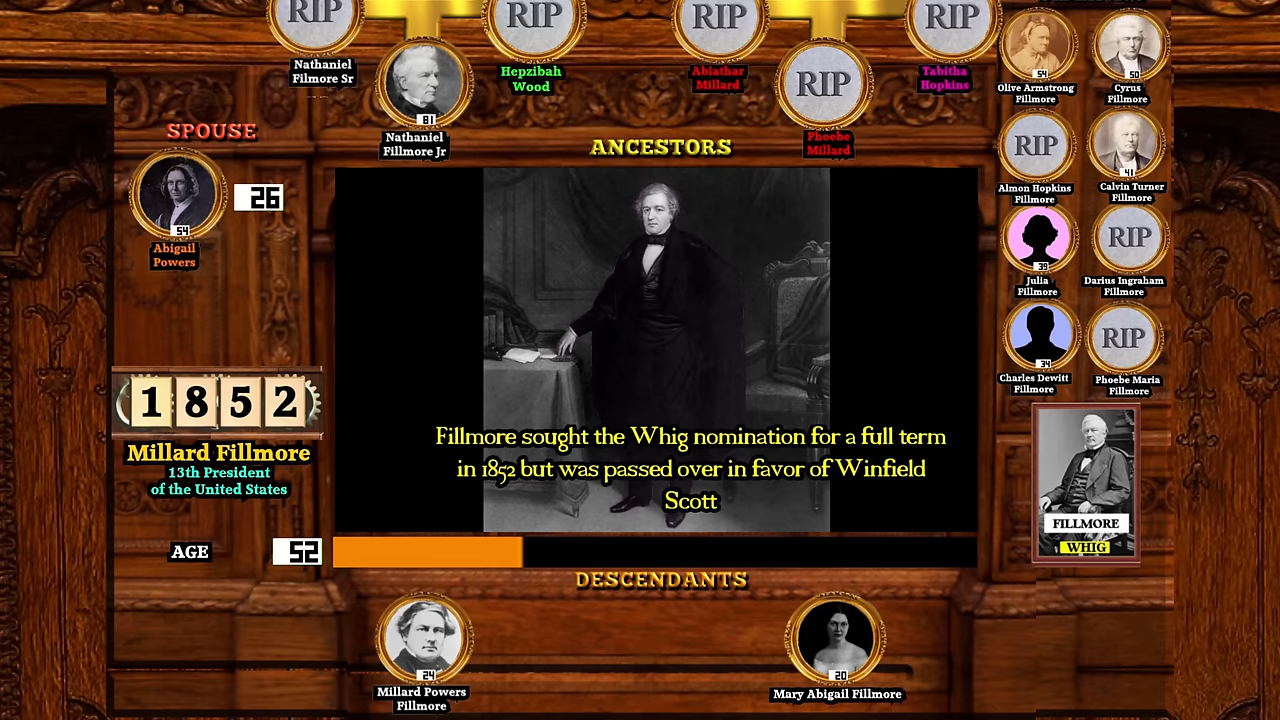 RIP
RIP
RIP
RIP
Nathaniel
Filmore Sr
Hepzibah
Wood
Abiathar
Millard
Tabitha
Hopkins
RIP
81
Nathaniel
Fillmore Jr
Phoebe
Millard
54
Olive Armstrong
Fillmore
50
Cyrus
Fillmore
SPOUSE
ANCESTORS
RIP
Almon Hopkins
Fillmore
41
Calvin Turner
Fillmore
54
26
Abigail
Powers
39
Julia
Fillmore
RIP
Darius Ingraham
Fillmore
34
Charles Dewitt
Fillmore
RIP
Phoebe Maria
Fillmore
1852
Millard Fillmore
13th President
of the United States
Fillmore sought the Whig nomination for a full term
in 1852 but was passed over in favor of Winfield
Scott
FILLMORE
WHIG
AGE
52
DESCENDANTS
24
Millard Powers
Fillmore
20
Mary Abigail Fillmore